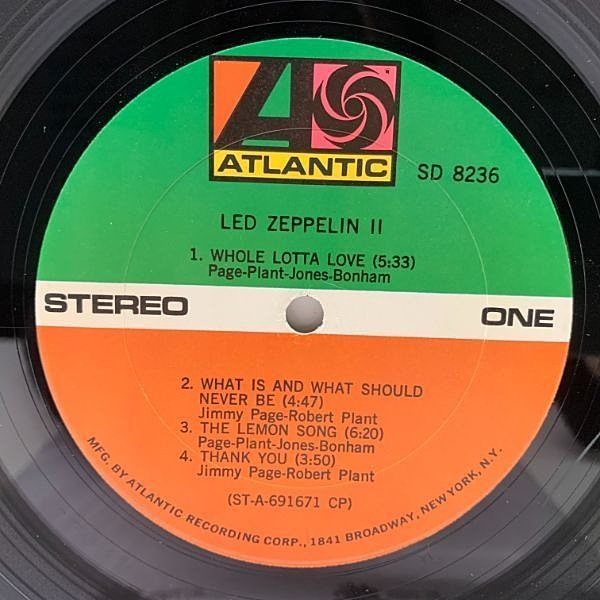 ATLANTIC
SD 8236
LED ZEPPELIN II
1. WHOLE LOTTA LOVE (5:33)
Page-Plant-Jones-Bonham
STEREO
ONE
2. WHAT IS AND WHAT SHOULD
NEVER BE (4:47)
Jimmy Page-Robert Plant
3. THE LEMON SONG (6:20)
Page-Plant-Jones-Bonham
4. THANK YOU (3:50)
Jimmy Page-Robert Plant
(ST-A-691671 CP)
MFG. BY ATLANTIC RECORDING CORP., 1841 BROADWAY, NEW YORK, N.Y.